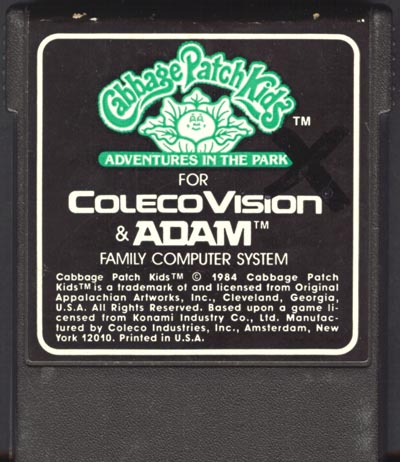 Cabbage Patch Kids™
ADVENTURES IN THE PARK
FOR
COLECOVISION
& ADAM™
FAMILY COMPUTER SYSTEM
Cabbage Patch Kids™ © 1984 Cabbage Patch
Kids™ is a trademark of and licensed from Original
Appalachian Artworks, Inc., Cleveland, Georgia,
U.S.A. All Rights Reserved. Based upon a game li-
censed from Konami Industry Co., Ltd. Manufac-
tured by Coleco Industries, Inc., Amsterdam, New
York 12010. Printed in U.S.A.